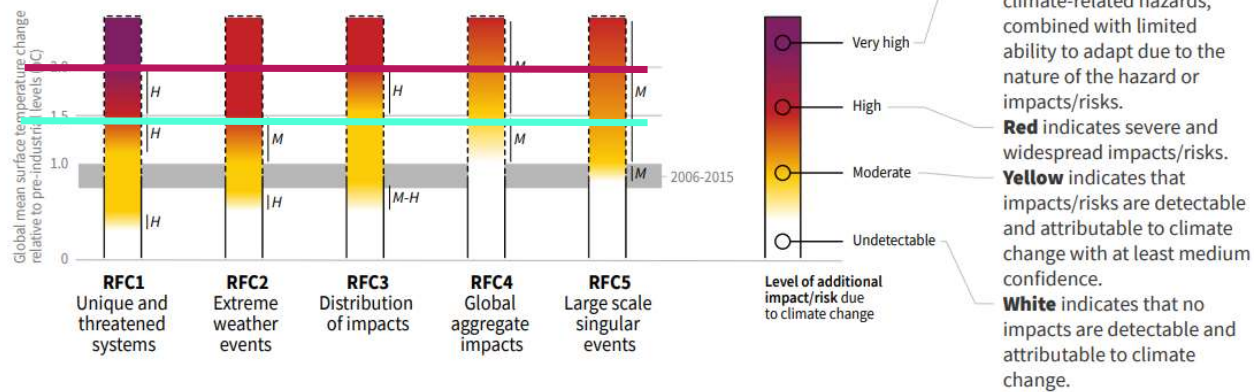 Global mean surface temperature change
relative to pre-industrial levels (oC)
2.0
1.5
1.0
0
H
H
H
M
H
H
M-H
M
M
M
M
2006-2015
RFC1
Unique and
threatened
systems
RFC2
Extreme
weather
events
RFC3
Distribution
of impacts
RFC4
Global
aggregate
impacts
RFC5
Large scale
singular
events
Very high
High
Moderate
Undetectable
Level of additional
impact/risk due
to climate change
climate-related hazards,
combined with limited
ability to adapt due to the
nature of the hazard or
impacts/risks.
Red indicates severe and
widespread impacts/risks.
Yellow indicates that
impacts/risks are detectable
and attributable to climate
change with at least medium
confidence.
White indicates that no
impacts are detectable and
attributable to climate
change.